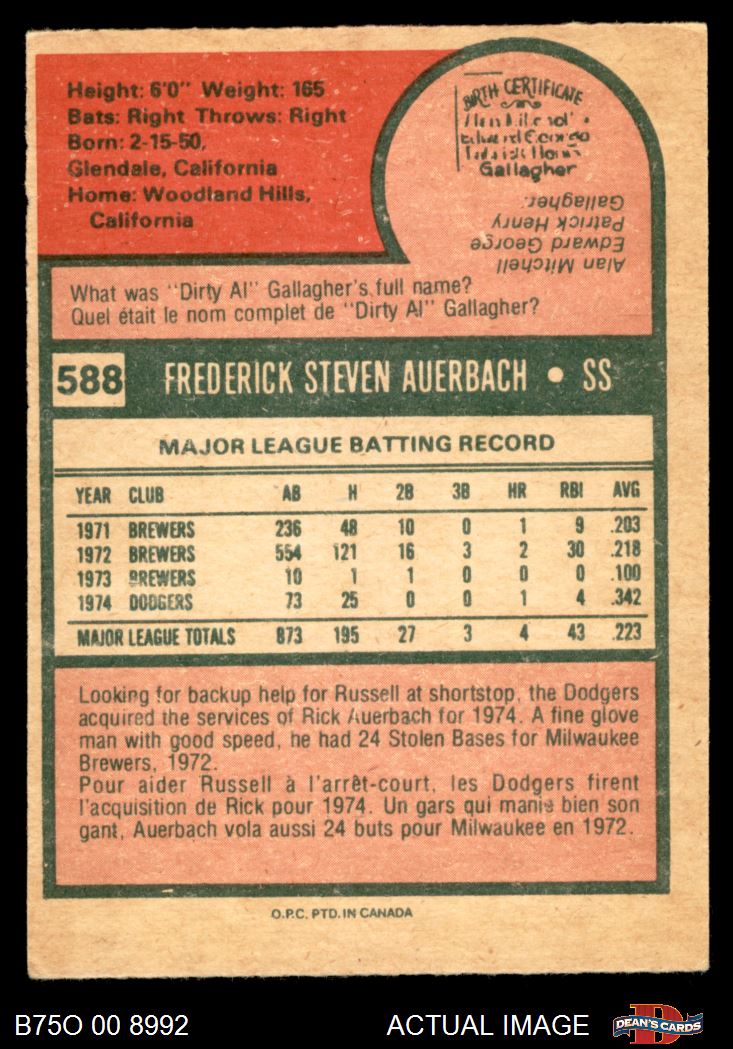 Height: 6'0" Weight: 165
Bats: Right Throws: Right
Born: 2-15-50,
Glendale, California
Home: Woodland Hills,
California
BIRTH CERTIFICATE
Gallagher
Alan Mitchell
Edward George
Patrick Henry
Gallagher.
What was "Dirty Al" Gallagher's full name?
Quel était le nom complet de "Dirty Al" Gallagher?
588 FREDERICK STEVEN AUERBACH • SS
MAJOR LEAGUE BATTING RECORD
YEAR CLUB AB H 2B 3B HR RBI AVG
1971 BREWERS 236 48 10 0 1 9 .203
1972 BREWERS 554 121 16 3 2 30 .218
1973 BREWERS 10 1 1 0 0 0 .100
1974 DODGERS 73 25 0 0 1 4 .342
MAJOR LEAGUE TOTALS 873 195 27 3 4 43 .223
Looking for backup help for Russell at shortstop, the Dodgers
acquired the services of Rick Auerbach for 1974. A fine glove
man with good speed, he had 24 Stolen Bases for Milwaukee
Brewers, 1972.
Pour aider Russell à l'arrêt-court, les Dodgers firent
l'acquisition de Rick pour 1974. Un gars qui manie bien son
gant, Auerbach vola aussi 24 buts pour Milwaukee en 1972.
O.P.C. PTD. IN CANADA
B75O 00 8992 ACTUAL IMAGE DEAN'S CARDS